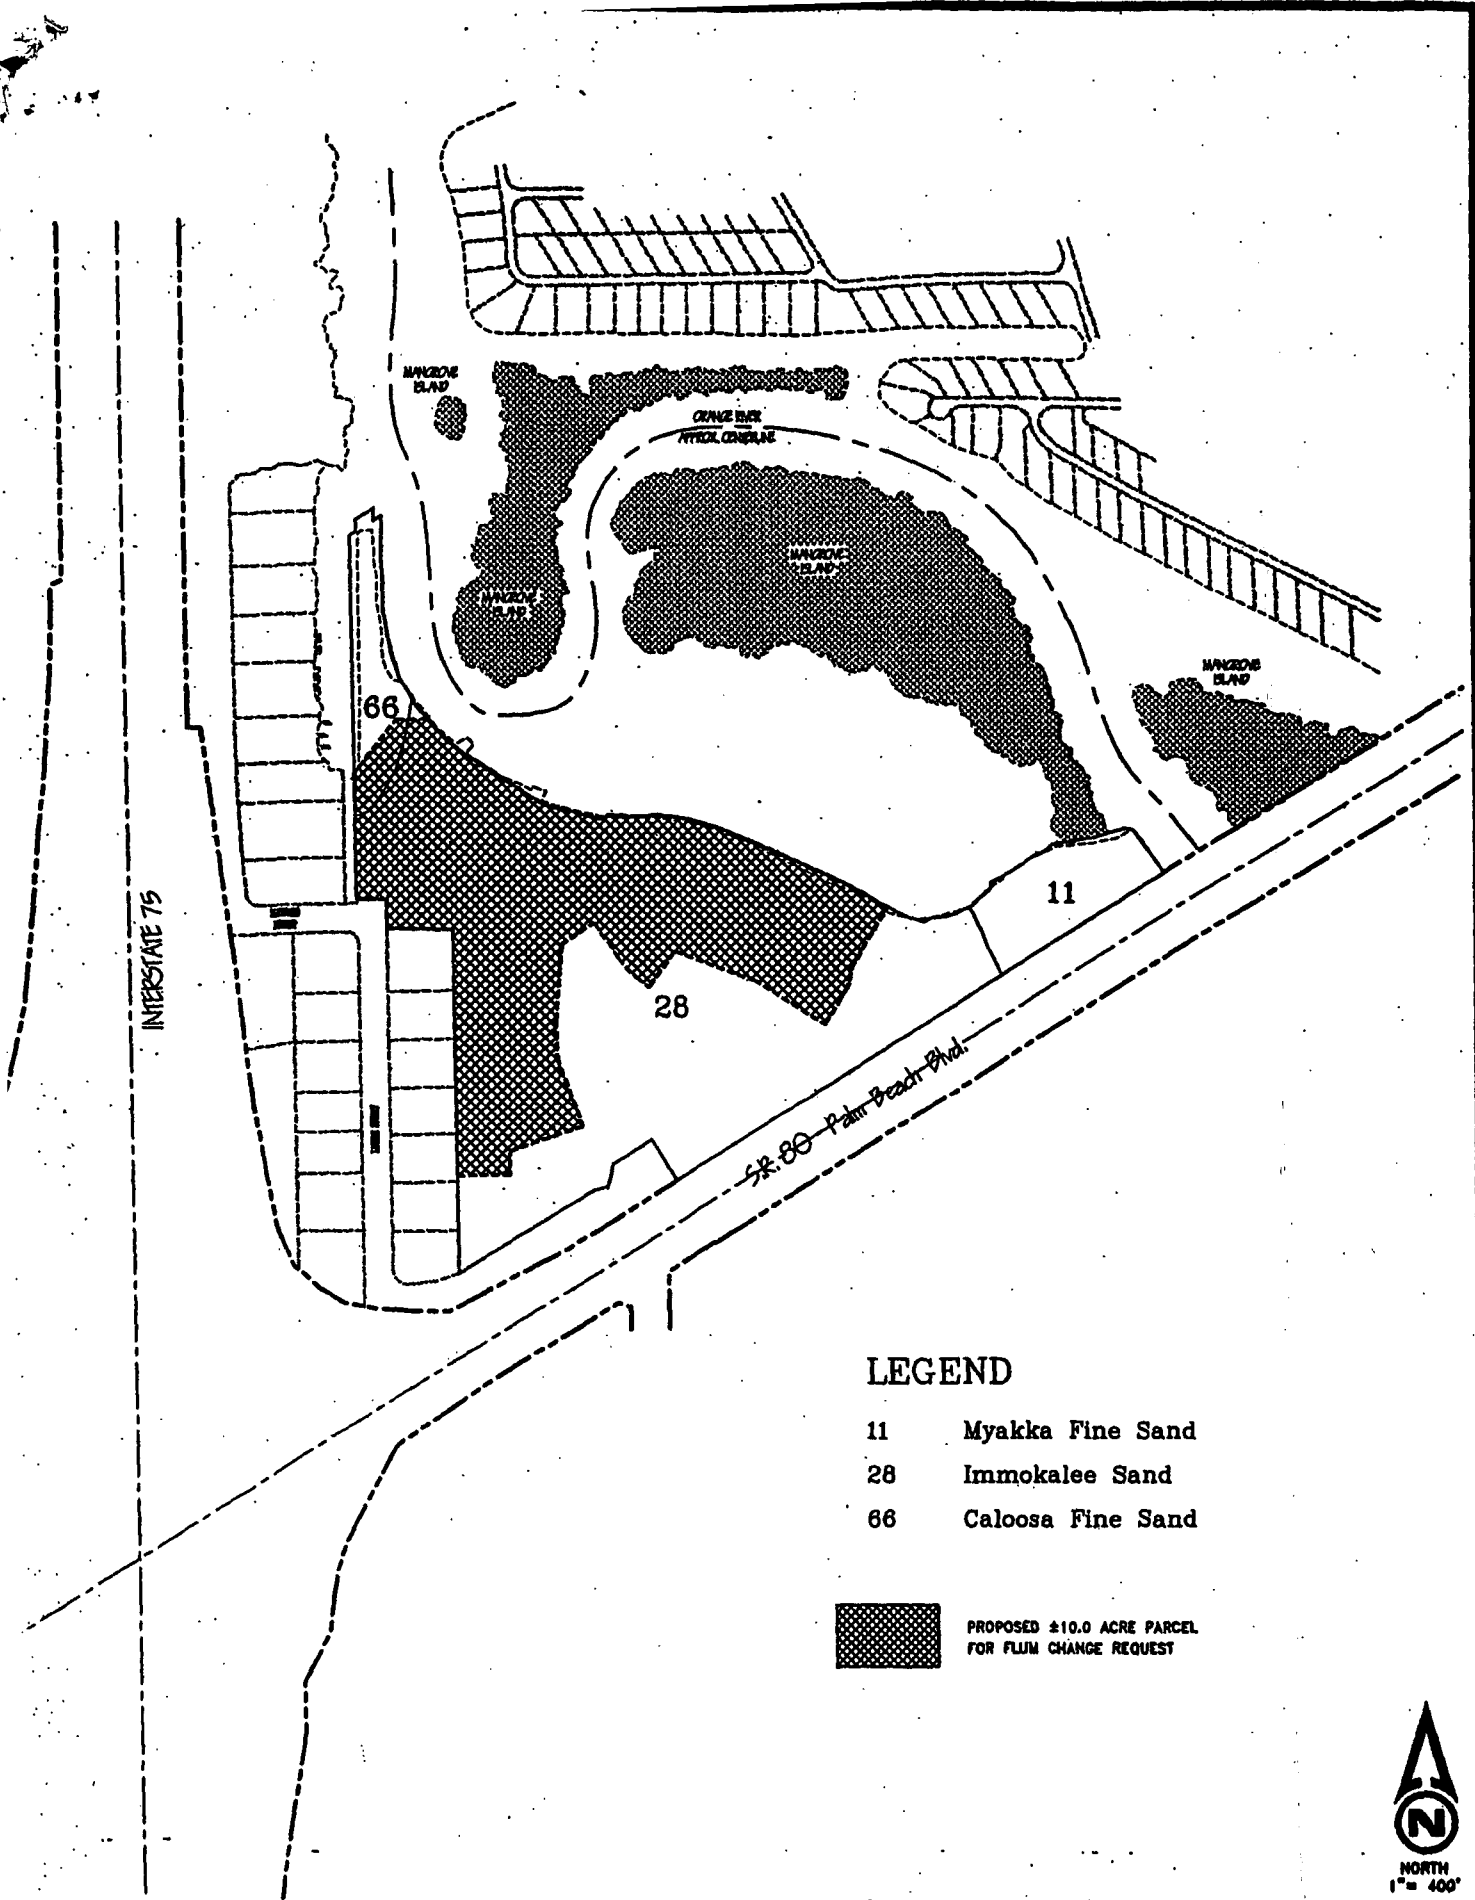 MANGROVE
ISLAND
ORANGE RIVER
APPROX. CENTERLINE
MANGROVE
ISLAND
MANGROVE
ISLAND
MANGROVE
ISLAND
66
11
28
INTERSTATE 75
S.R. 80 Palm Beach Blvd.
LEGEND
11 Myakka Fine Sand
28 Immokalee Sand
66 Caloosa Fine Sand
PROPOSED ±10.0 ACRE PARCEL
FOR FLUM CHANGE REQUEST
N
NORTH
1"= 400'